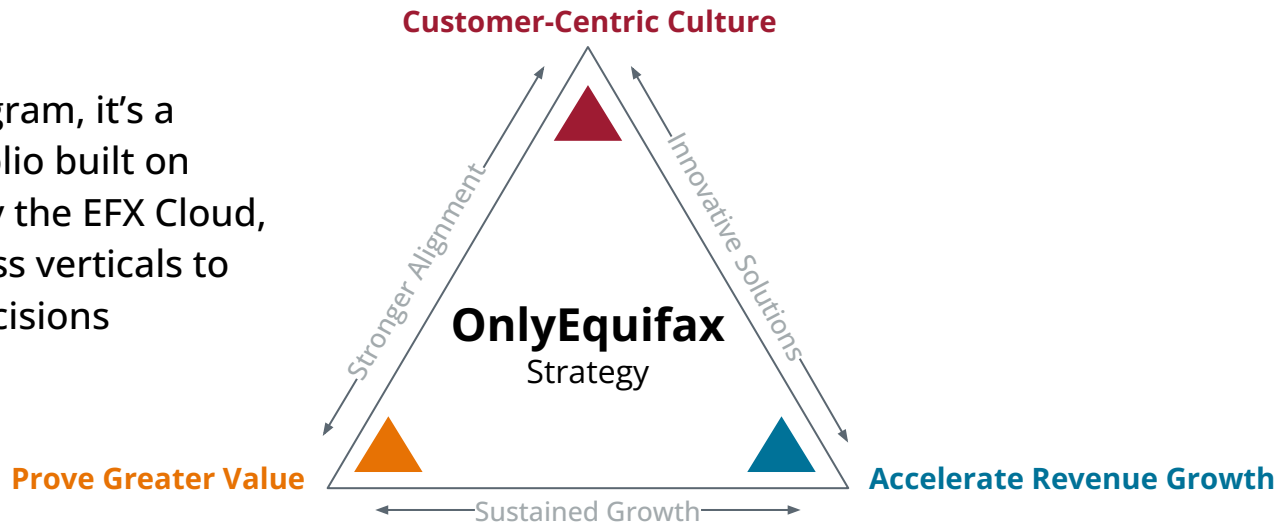 Customer-Centric Culture
gram, it’s a
olio built on
the EFX Cloud,
ss verticals to
cisions
Stronger Alignment
Innovative Solutions
OnlyEquifax
Strategy
Prove Greater Value
Accelerate Revenue Growth
Sustained Growth